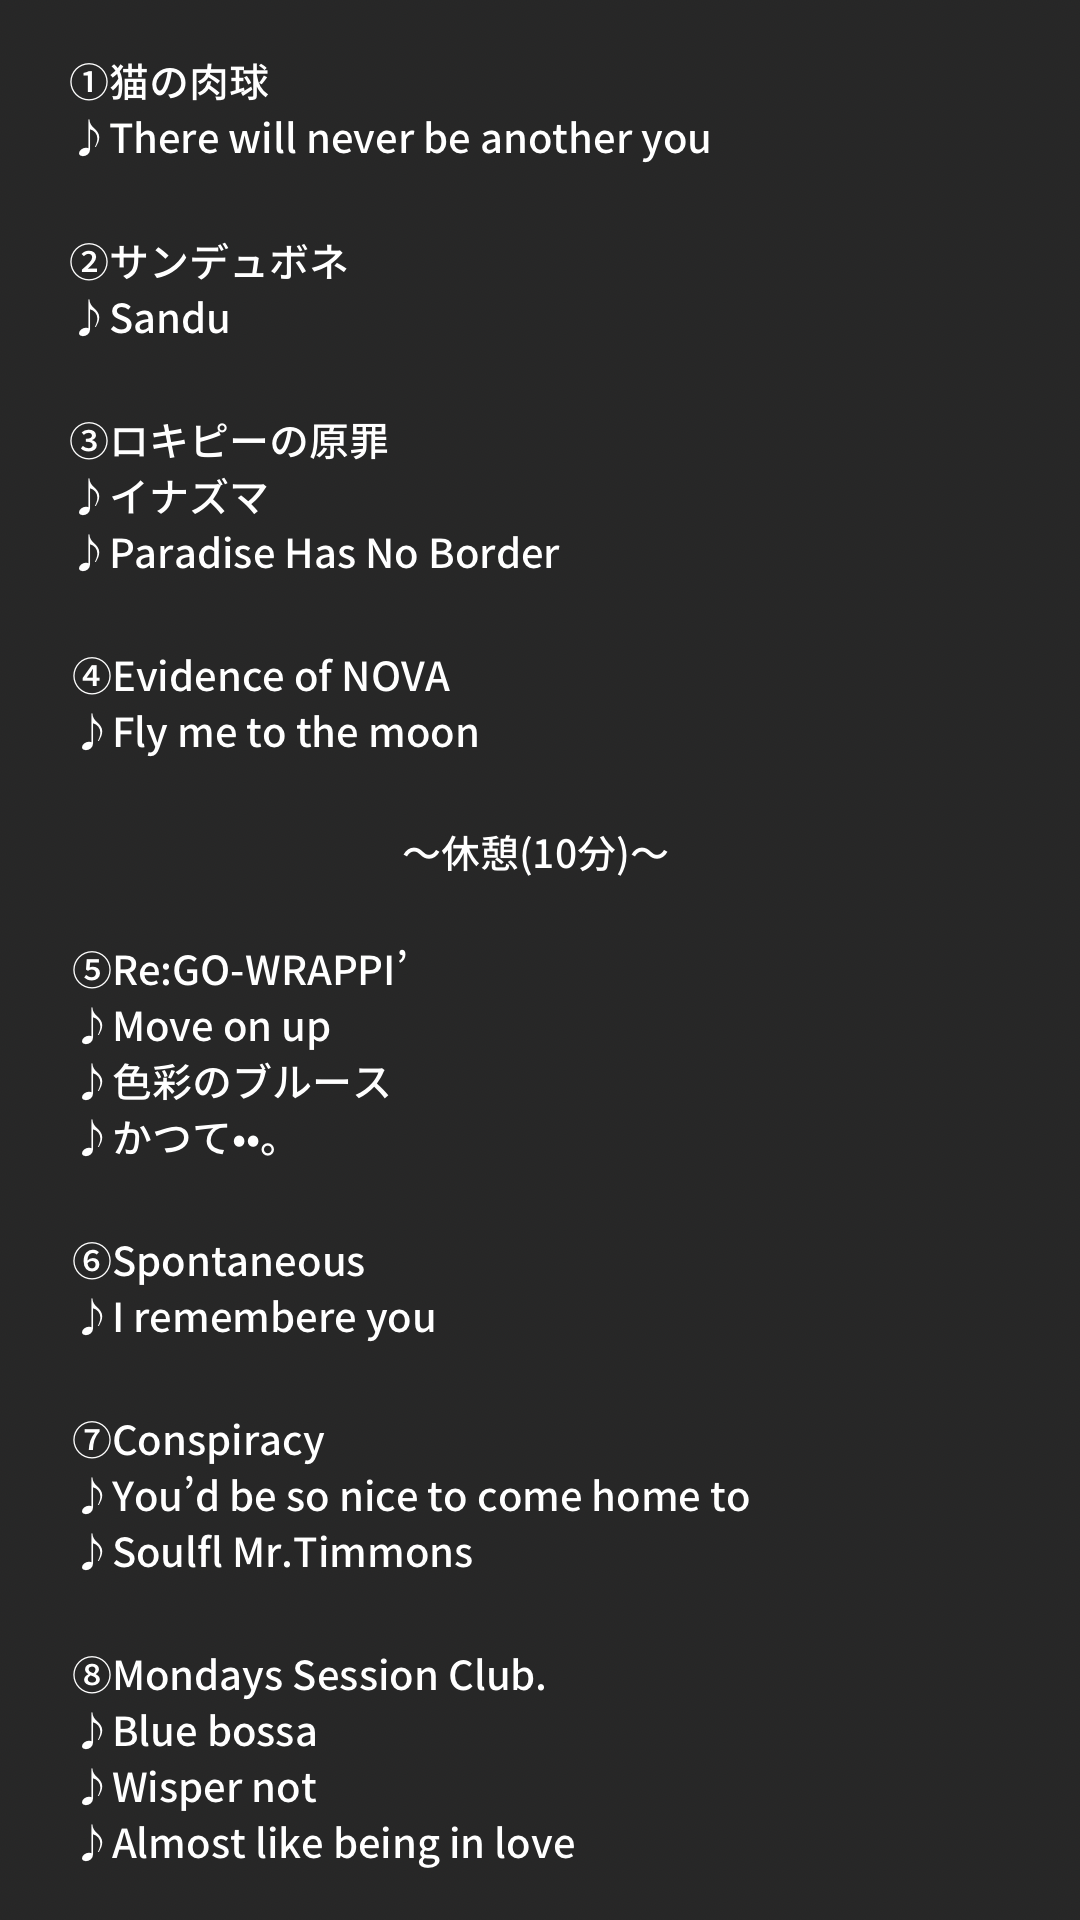 ①猫の肉球
♪There will never be another you
②サンデュボネ
♪Sandu
③ロキピーの原罪
♪イナズマ
♪Paradise Has No Border
④Evidence of NOVA
♪Fly me to the moon
〜休憩(10分)〜
⑤Re:GO-WRAPPI’
♪Move on up
♪色彩のブルース
♪かつて••。
⑥Spontaneous
♪I remembere you
⑦Conspiracy
♪You’d be so nice to come home to
♪Soulfl Mr.Timmons
⑧Mondays Session Club.
♪Blue bossa
♪Wisper not
♪Almost like being in love